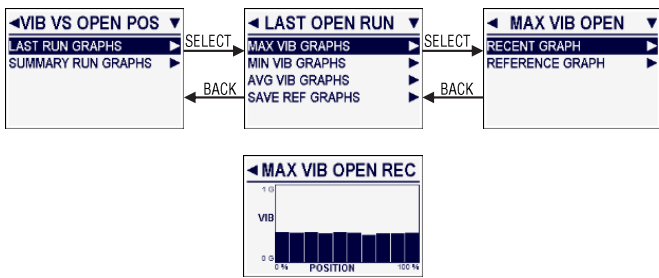 VIB VS OPEN POS
LAST RUN GRAPHS
SUMMARY RUN GRAPHS
SELECT
BACK
LAST OPEN RUN
MAX VIB GRAPHS
MIN VIB GRAPHS
AVG VIB GRAPHS
SAVE REF GRAPHS
SELECT
BACK
MAX VIB OPEN
RECENT GRAPH
REFERENCE GRAPH
MAX VIB OPEN REC
1 G
VIB
0 G
0 % POSITION 100 %